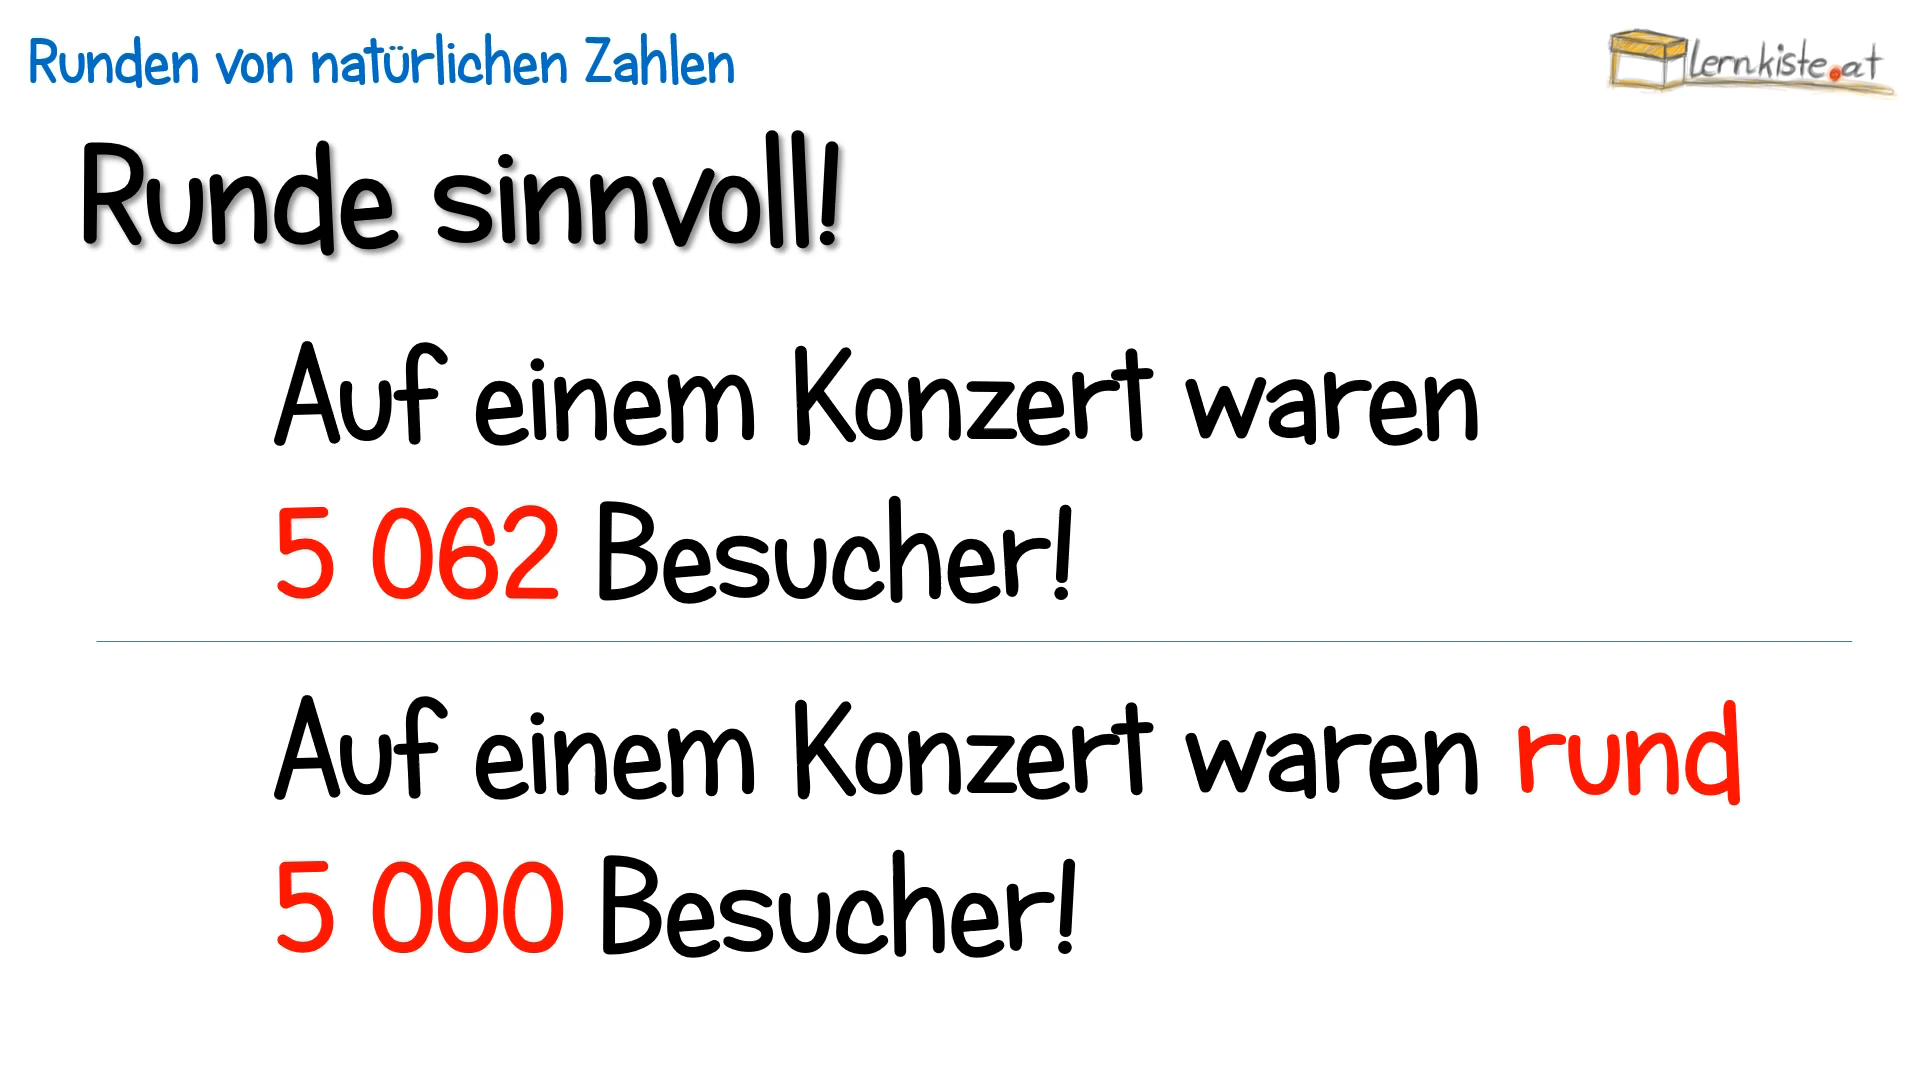 Runden von natürlichen Zahlen
Lernkiste.at
Runde sinnvoll!
Auf einem Konzert waren
5 062 Besucher!
Auf einem Konzert waren rund
5 000 Besucher!